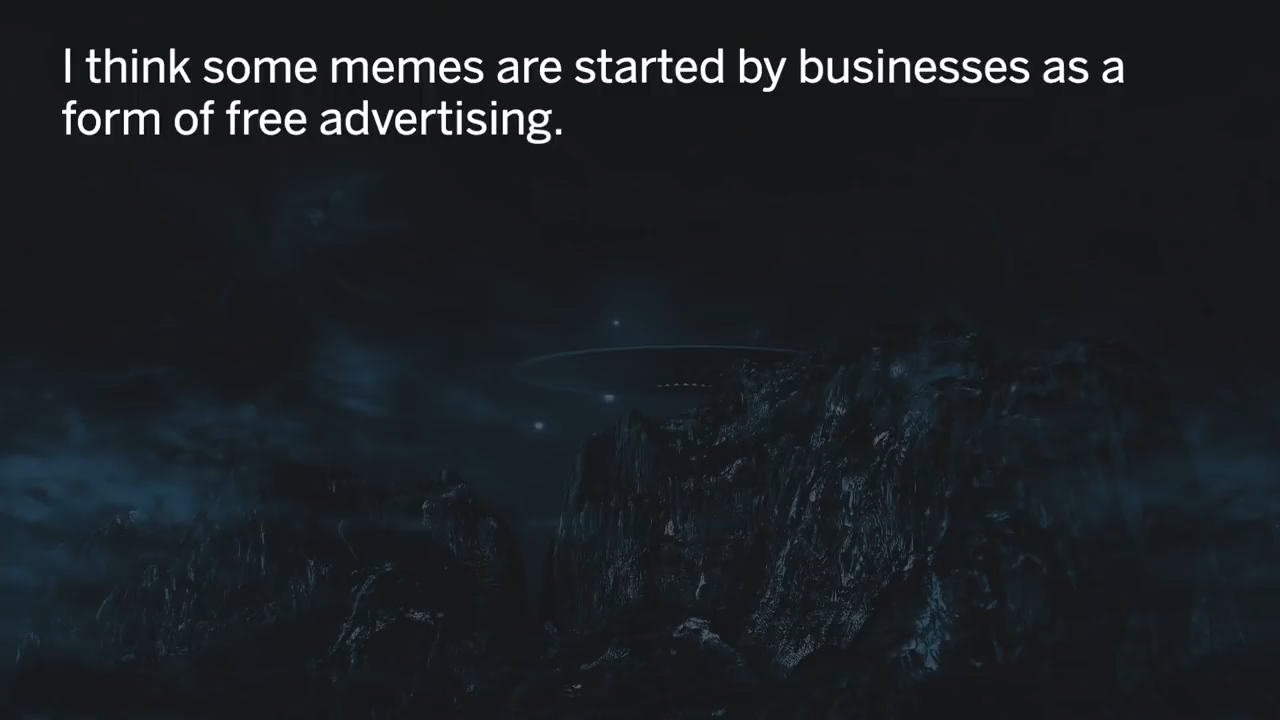 I think some memes are started by businesses as a
form of free advertising.